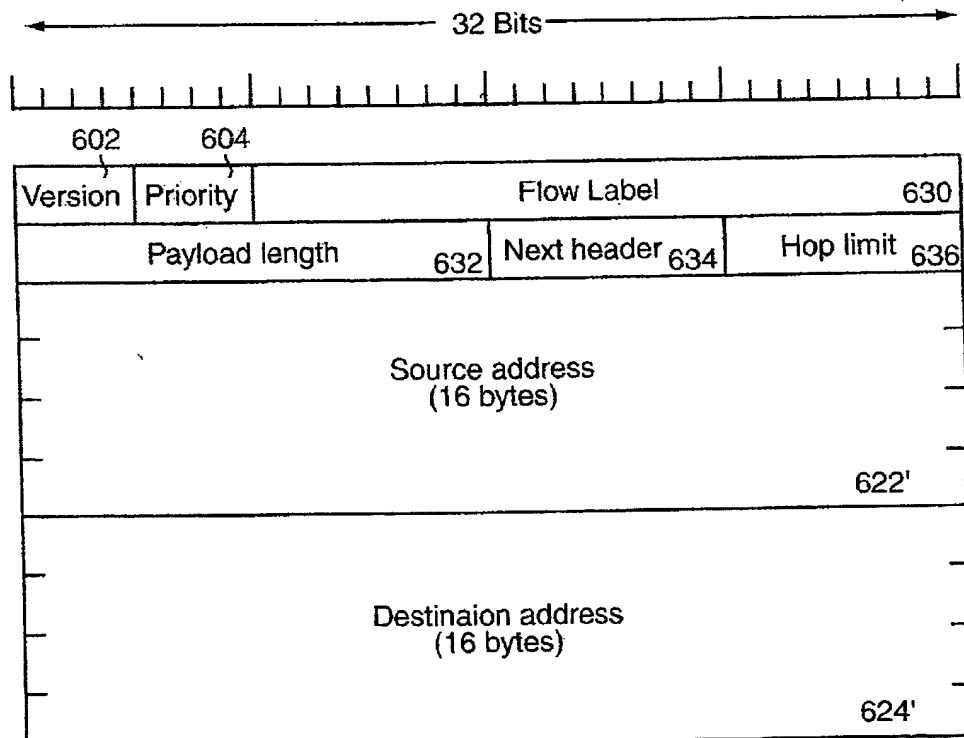 32 Bits
602 604
Version Priority Flow Label 630
Payload length 632 Next header 634 Hop limit 636
Source address
(16 bytes)
622'
Destinaion address
(16 bytes)
624'